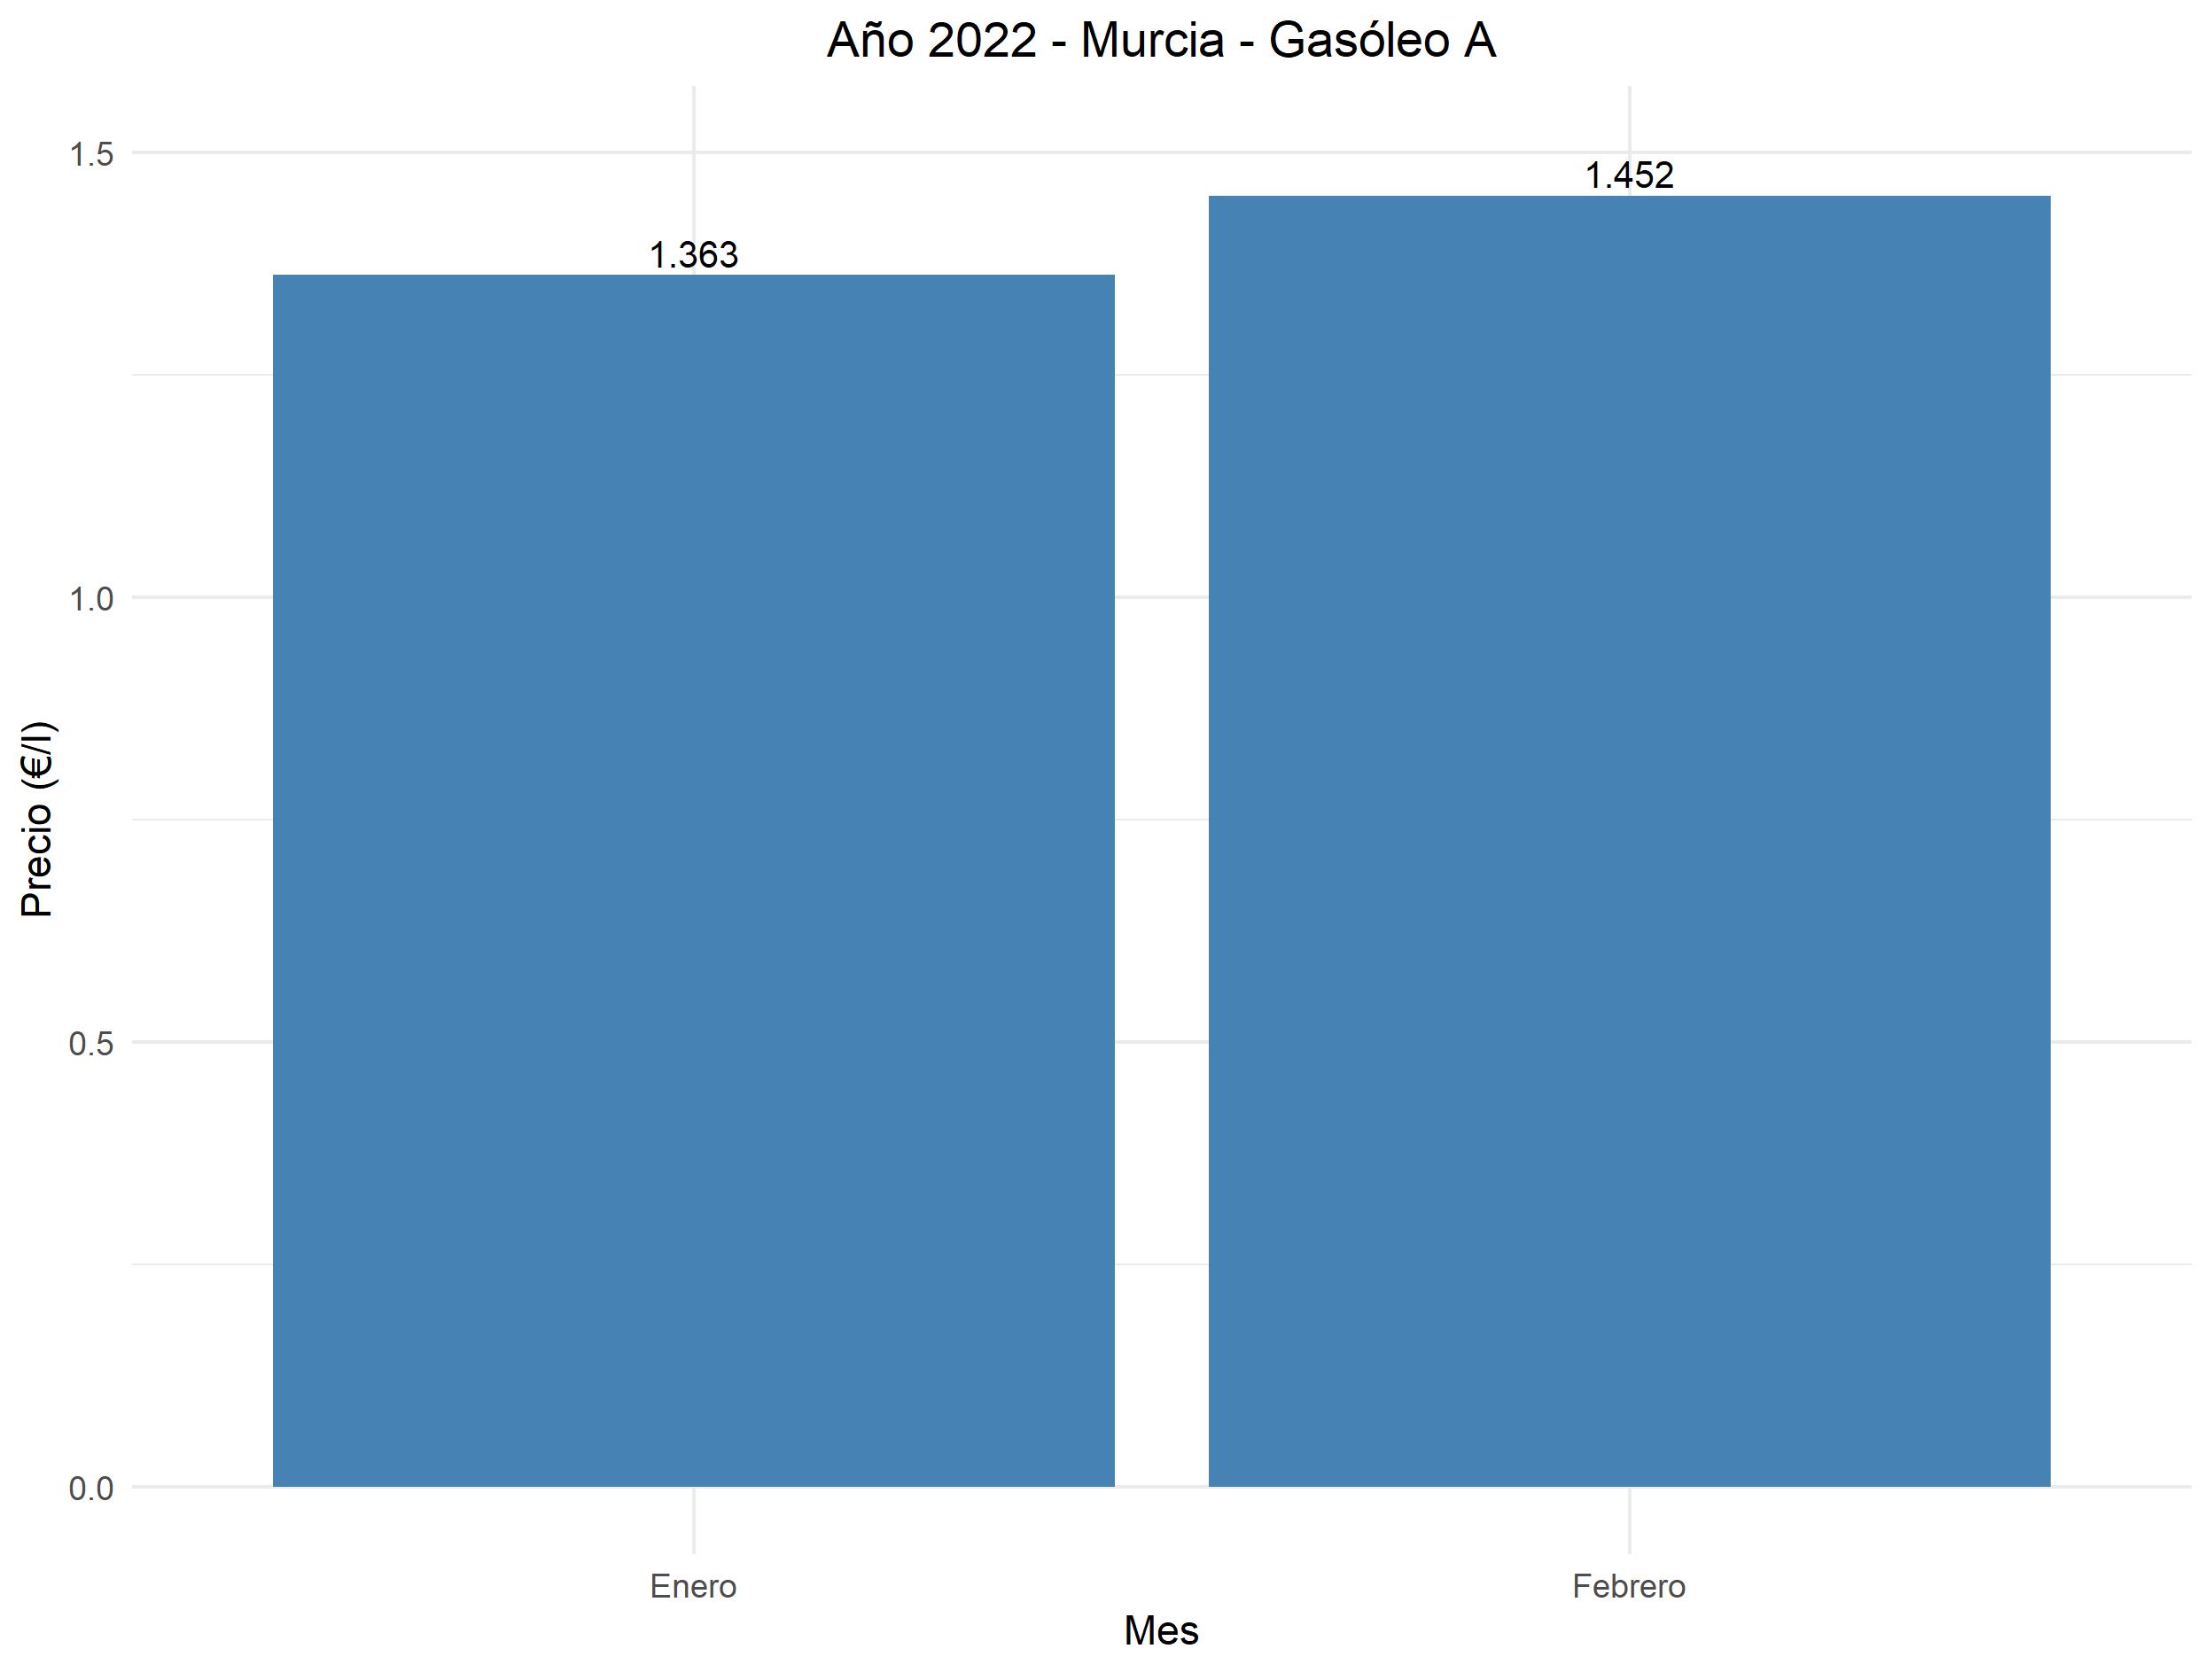 Año 2022 - Murcia - Gasóleo A
1.5
1.452
1.363
1.0
Precio (€/l)
0.5
0.0
Enero
Febrero
Mes